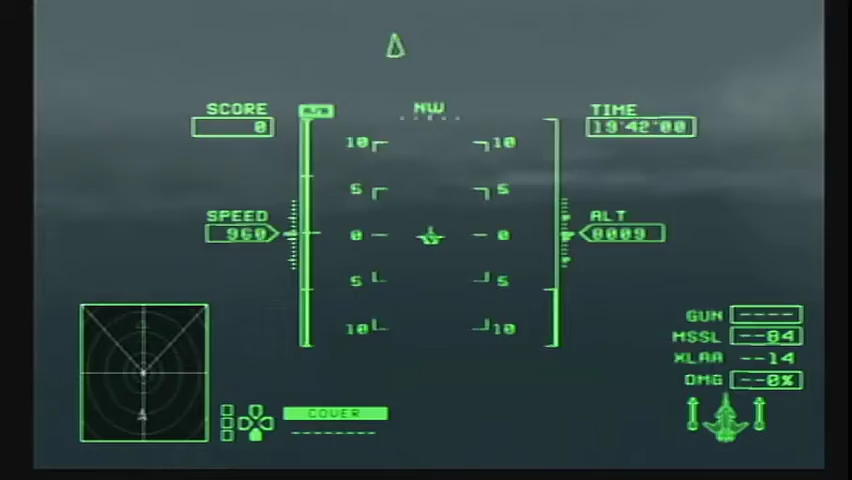 SCORE
0
NW
TIME
19'42"00
10 10
5 5
SPEED
960
ALT
8009
0 0
5 5
10 10
GUN ----
MSSL --84
XLAA --14
DMG --0%
COVER